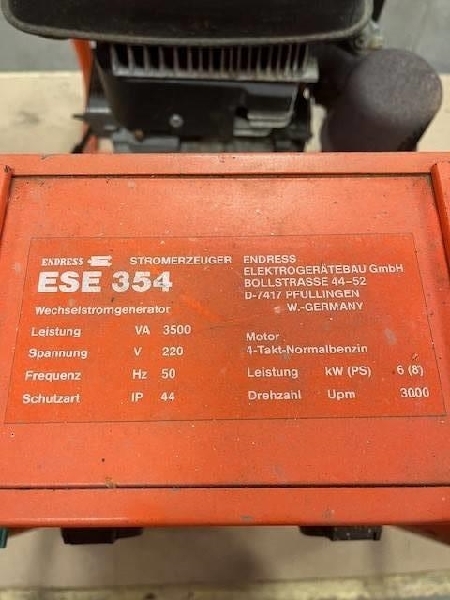 ENDRESS STROMERZEUGER
ESE 354
Wechselstromgenerator
Leistung VA 3500
Spannung V 220
Frequenz Hz 50
Schutzart IP 44
ENDRESS
ELEKTROGERÄTEBAU GmbH
BOLLSTRASSE 44-52
D-7417 PFULLINGEN
W.-GERMANY
Motor
4-Takt-Normalbenzin
Leistung kW (PS) 6 (8)
Drehzahl Upm 3000